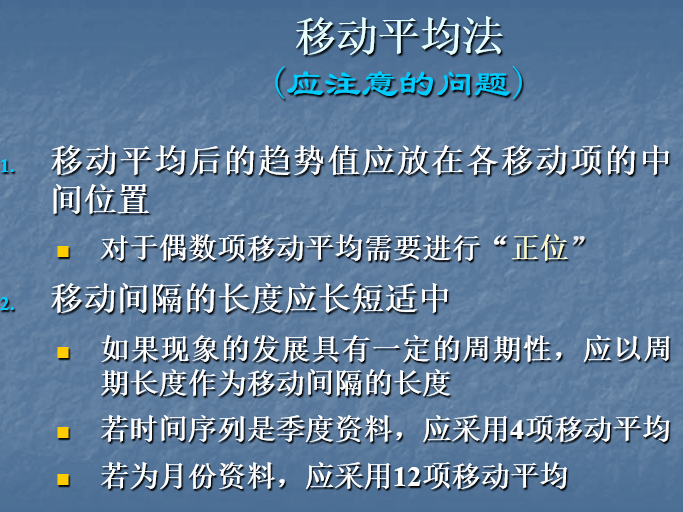 移动平均法
（应注意的问题）
1. 移动平均后的趋势值应放在各移动项的中
间位置
■ 对于偶数项移动平均需要进行“正位”
2. 移动间隔的长度应长短适中
■ 如果现象的发展具有一定的周期性，应以周
期长度作为移动间隔的长度
■ 若时间序列是季度资料，应采用4项移动平均
■ 若为月份资料，应采用12项移动平均